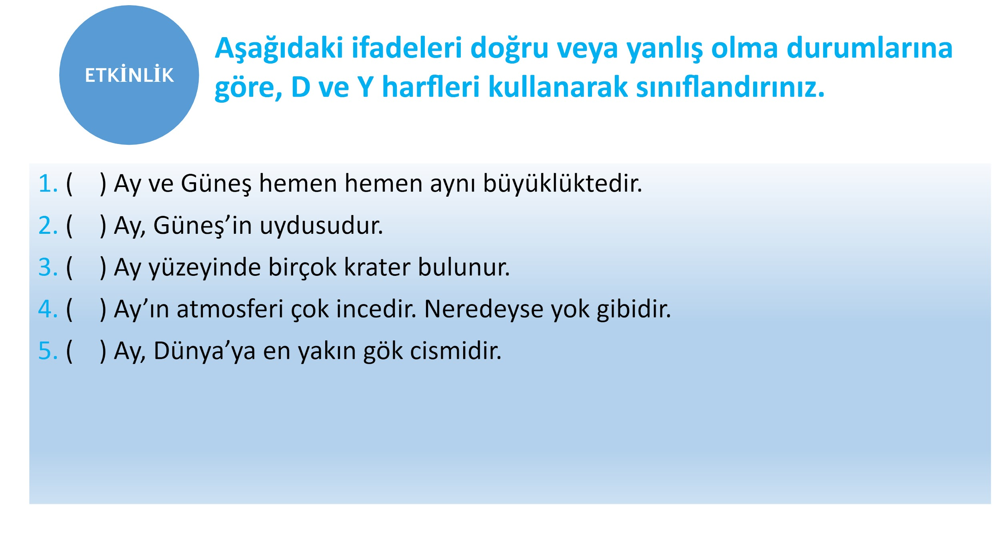 ETKİNLİK
Aşağıdaki ifadeleri doğru veya yanlış olma durumlarına
göre, D ve Y harfleri kullanarak sınıflandırınız.
1. ( ) Ay ve Güneş hemen hemen aynı büyüklüktedir.
2. ( ) Ay, Güneş’in uydusudur.
3. ( ) Ay yüzeyinde birçok krater bulunur.
4. ( ) Ay’ın atmosferi çok incedir. Neredeyse yok gibidir.
5. ( ) Ay, Dünya’ya en yakın gök cismidir.